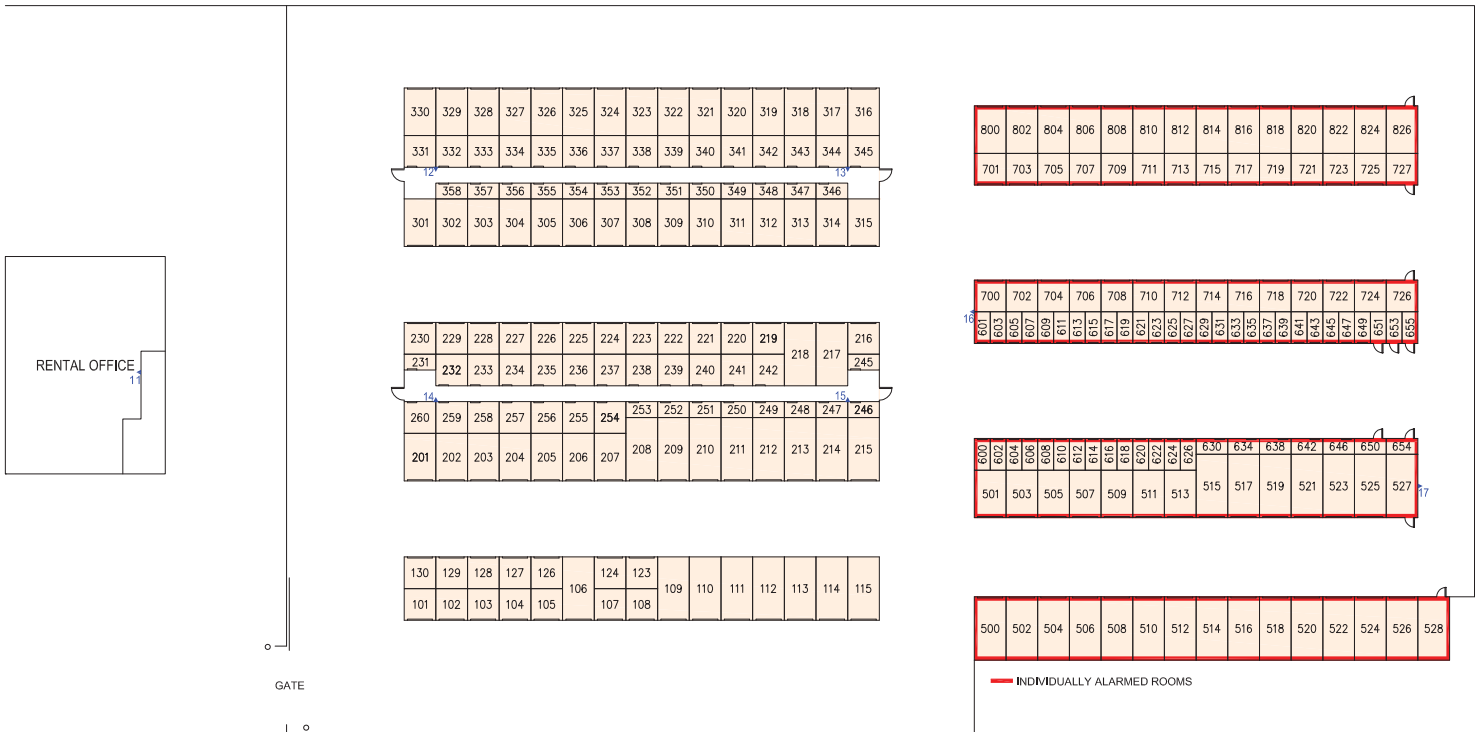 330 329 328 327 326 325 324 323 322 321 320 319 318 317 316
331 332 333 334 335 336 337 338 339 340 341 342 343 344 345
12 13
358 357 356 355 354 353 352 351 350 349 348 347 346
301 302 303 304 305 306 307 308 309 310 311 312 313 314 315
800 802 804 806 808 810 812 814 816 818 820 822 824 826
701 703 705 707 709 711 713 715 717 719 721 723 725 727
700 702 704 706 708 710 712 714 716 718 720 722 724 726
16
601 603 605 607 609 611 613 615 617 619 621 623 625 627 629 631 633 635 637 639 641 643 645 647 649 651 653 655
RENTAL OFFICE
11
230 229 228 227 226 225 224 223 222 221 220 219 218 217 216
231 232 233 234 235 236 237 238 239 240 241 242 245
14 15
260 259 258 257 256 255 254 253 252 251 250 249 248 247 246
201 202 203 204 205 206 207 208 209 210 211 212 213 214 215
600 602 604 606 608 610 612 614 616 618 620 622 624 626 630 634 638 642 646 650 654
501 503 505 507 509 511 513 515 517 519 521 523 525 527
17
130 129 128 127 126 106 124 123 109 110 111 112 113 114 115
101 102 103 104 105 107 108
500 502 504 506 508 510 512 514 516 518 520 522 524 526 528
GATE
INDIVIDUALLY ALARMED ROOMS